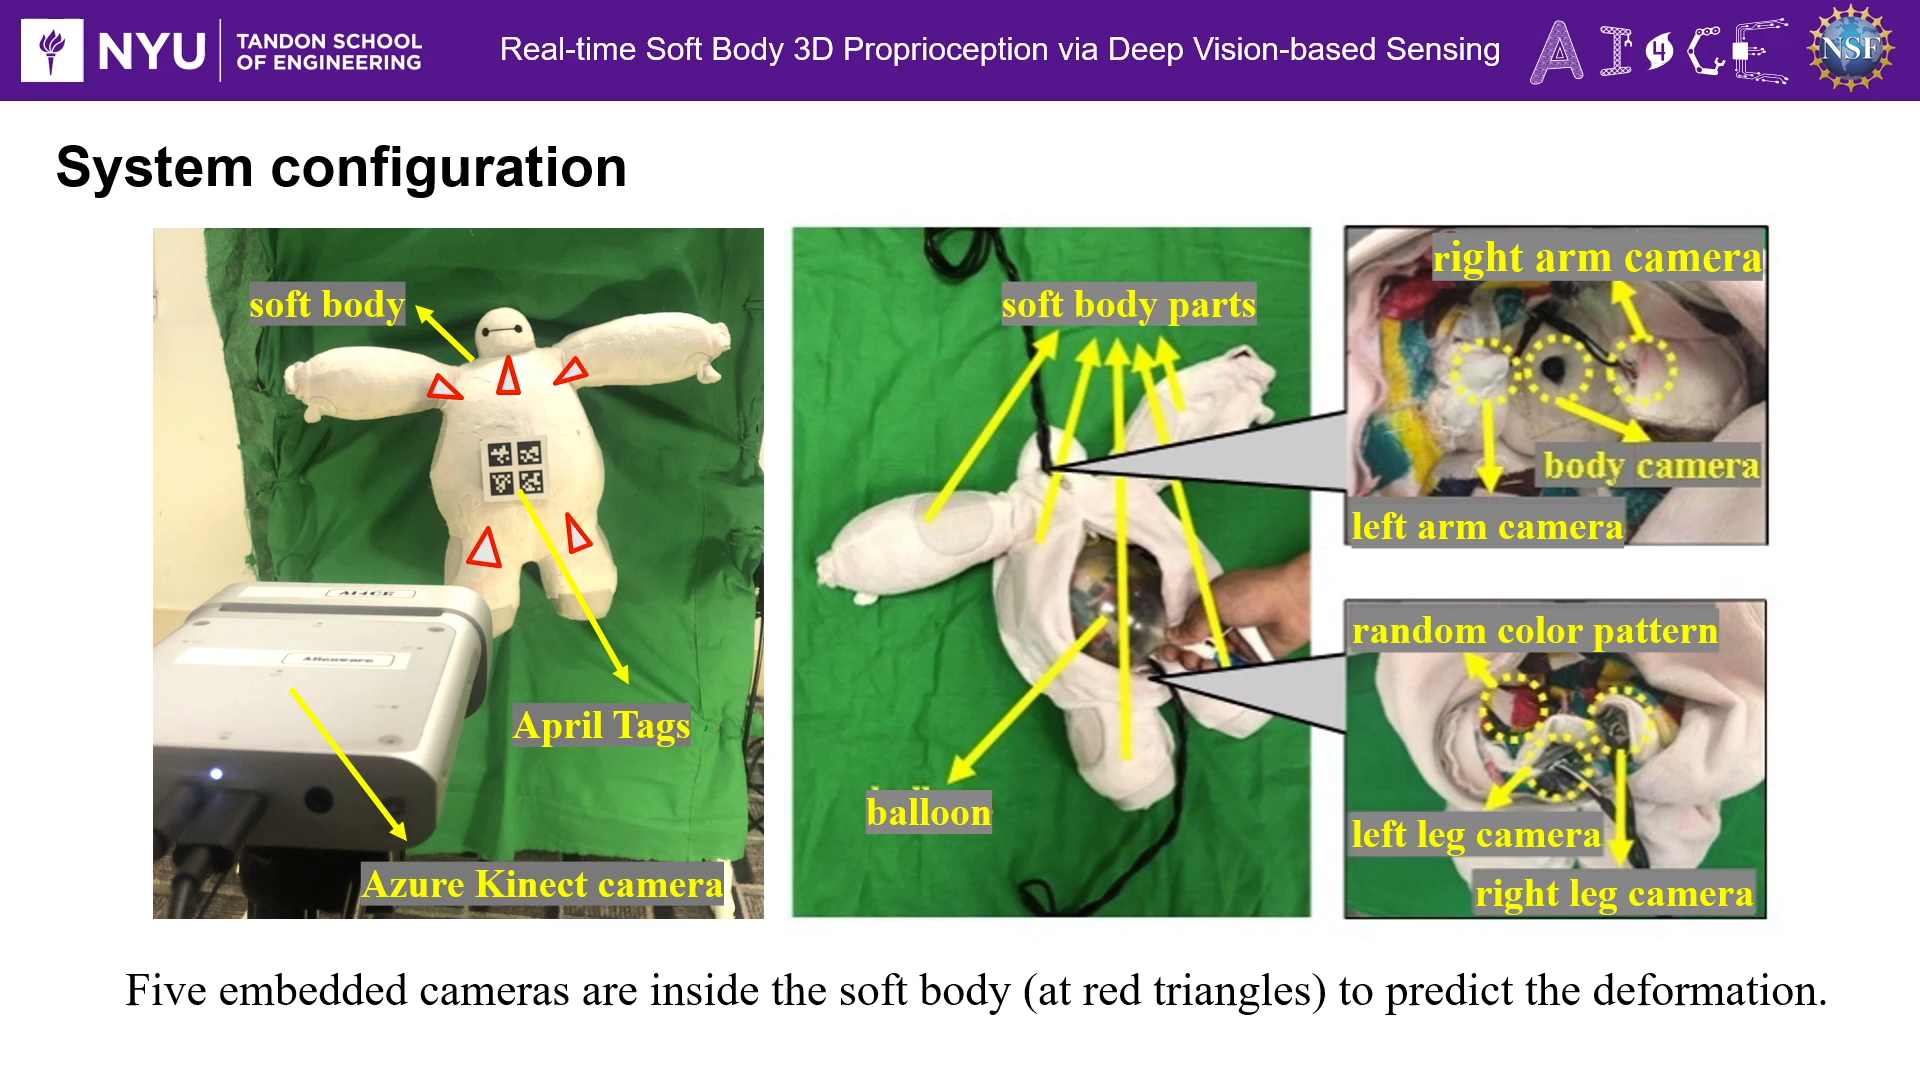 NYU
TANDON SCHOOL
OF ENGINEERING
Real-time Soft Body 3D Proprioception via Deep Vision-based Sensing
AI4CE
NSF
System configuration
soft body
AI4CE
Alienware
April Tags
Azure Kinect camera
soft body parts
balloon
right arm camera
body camera
left arm camera
random color pattern
left leg camera
right leg camera
Five embedded cameras are inside the soft body (at red triangles) to predict the deformation.